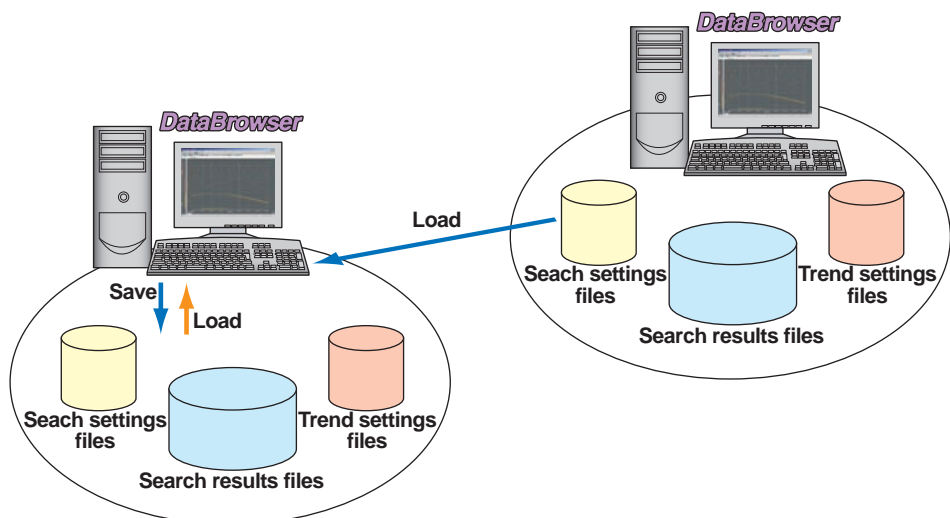 DataBrowser
DataBrowser
Load
Seach settings
files
Trend settings
files
Search results files
Save
Load
Seach settings
files
Trend settings
files
Search results files